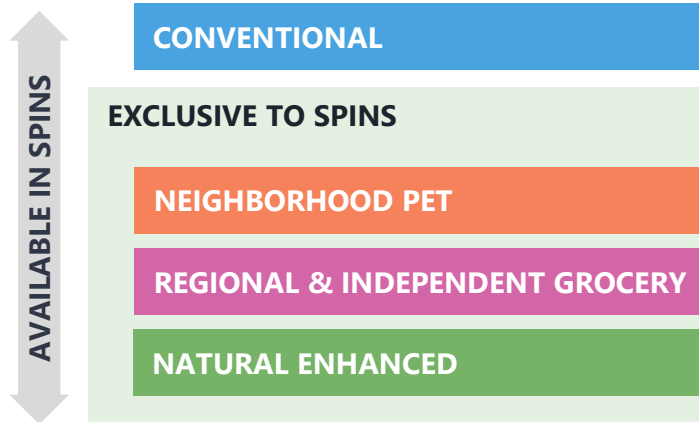 AVAILABLE IN SPINS
CONVENTIONAL
EXCLUSIVE TO SPINS
NEIGHBORHOOD PET
REGIONAL & INDEPENDENT GROCERY
NATURAL ENHANCED